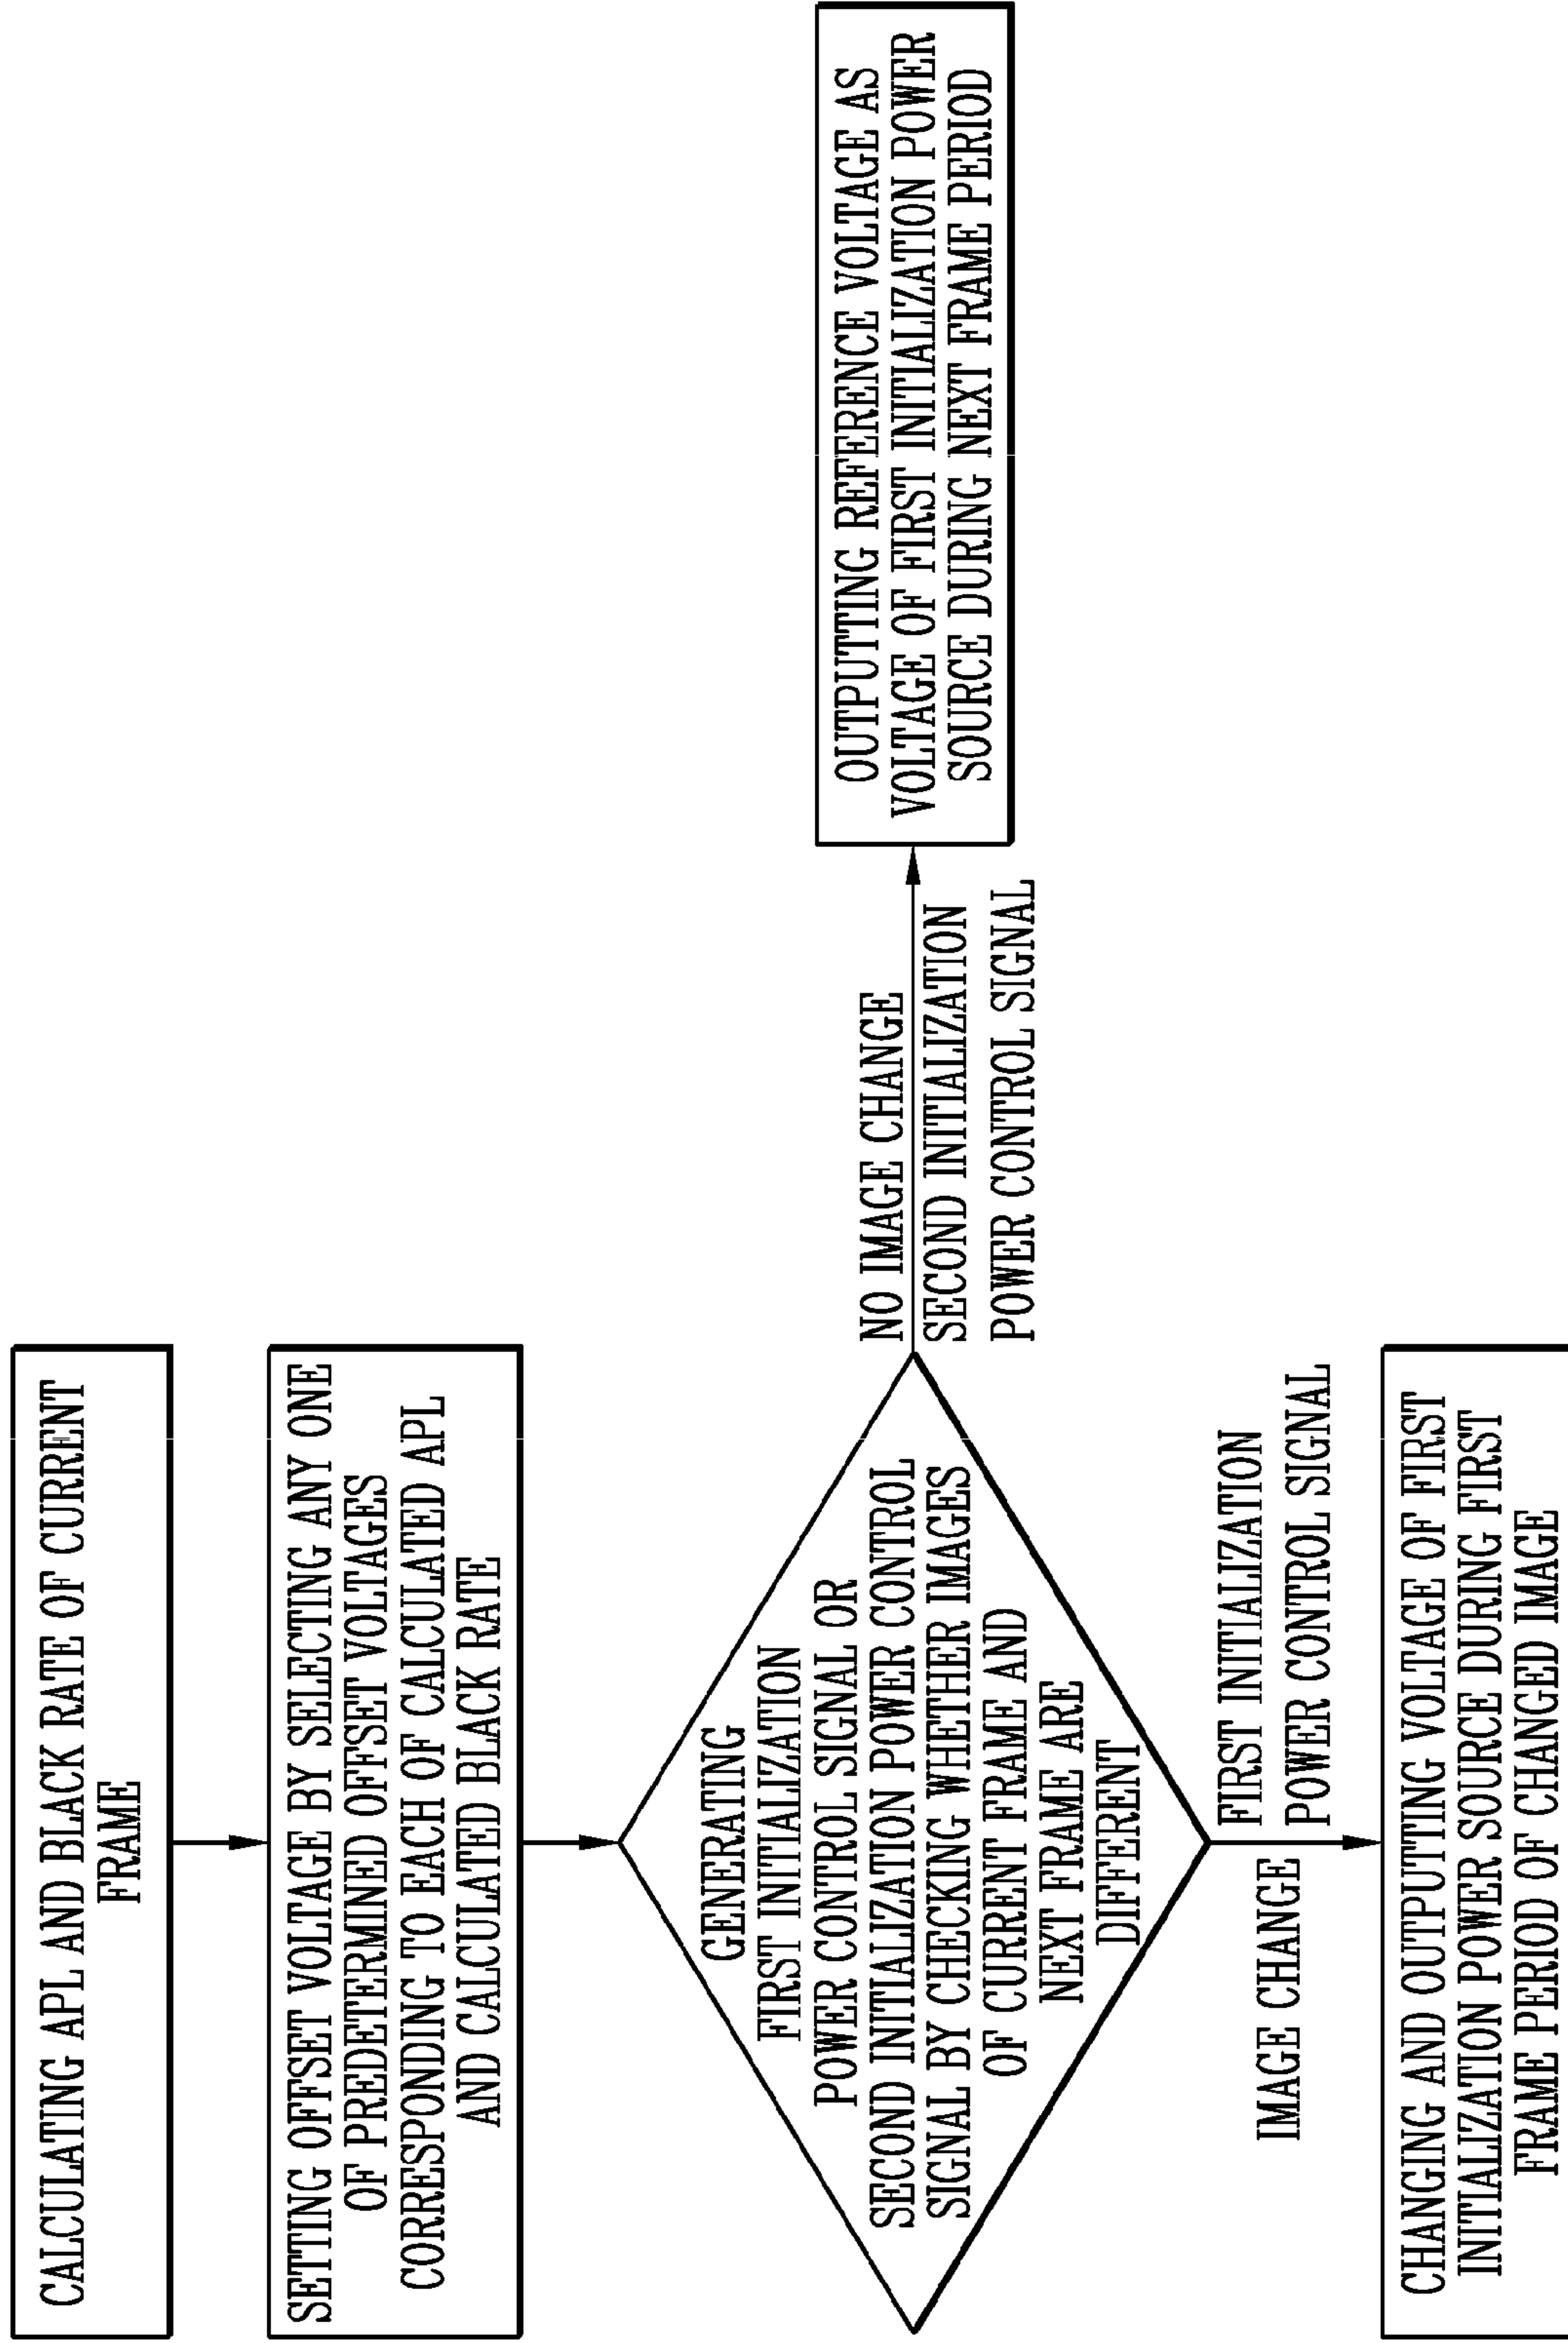 CALCULATING APL AND BLACK RATE OF CURRENT
FRAME
SETTING OFFSET VOLTAGE BY SELECTING ANY ONE
OF PREDETERMINED OFFSET VOLTAGES
CORRESPONDING TO EACH OF CALCULATED APL
AND CALCULATED BLACK RATE
GENERATING
FIRST INITIALIZATION
POWER CONTROL SIGNAL OR
SECOND INITIALIZATION POWER CONTROL
SIGNAL BY CHECKING WHETHER IMAGES
OF CURRENT FRAME AND
NEXT FRAME ARE
DIFFERENT
NO IMAGE CHANGE
SECOND INITIALIZATION
POWER CONTROL SIGNAL
OUTPUTTING REFERENCE VOLTAGE AS
VOLTAGE OF FIRST INITIALIZATION POWER
SOURCE DURING NEXT FRAME PERIOD
IMAGE CHANGE
FIRST INITIALIZATION
POWER CONTROL SIGNAL
CHANGING AND OUTPUTTING VOLTAGE OF FIRST
INITIALIZATION POWER SOURCE DURING FIRST
FRAME PERIOD OF CHANGED IMAGE